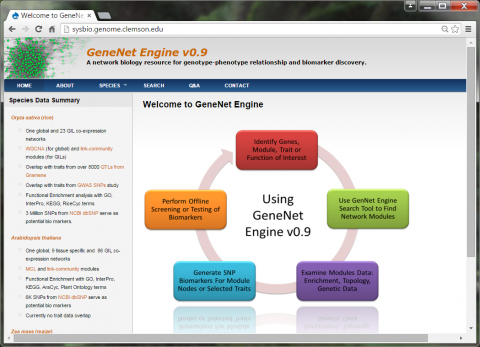 Welcome to GeneNe
sysbio.genome.clemson.edu
GeneNet Engine v0.9
A network biology resource for genotype-phenotype relationship and biomarker discovery.
HOME ABOUT SPECIES SEARCH Q&A CONTACT
Species Data Summary
Oryza sativa (rice)
One global and 23 GIL co-expression
networks
WGCNA (for global) and link-community
modules (for GILs)
Overlap with traits from over 8000 QTLs from
Gramene
Overlap with traits from GWAS SNPs study
Functional Enrichment analysis with GO,
InterPro, KEGG, RiceCyc terms
3 Million SNPs from NCBI dbSNP serve as
potential bio markers.
Arabidopsis thaliana
One global, 9 tissue specific and 86 GIL co-
expression networks
MCL and link-community modules
Functional Enrichment with GO, InterPro,
KEGG, AraCyc, Plant Ontology terms
6K SNPs from NCBI dbSNP serve as
potential bio markers
Currently no trait data overlap
Zea mays (maize)
Welcome to GeneNet Engine
Identify Genes,
Module, Trait or
Function of Interest
Use GenNet Engine
Search Tool to Find
Network Modules
Examine Modules Data:
Enrichment, Topology,
Genetic Data
Generate SNP
Biomarkers For Module
Nodes or Selected Traits
Perform Offline
Screening or Testing of
Biomarkers
Using
GeneNet
Engine v0.9